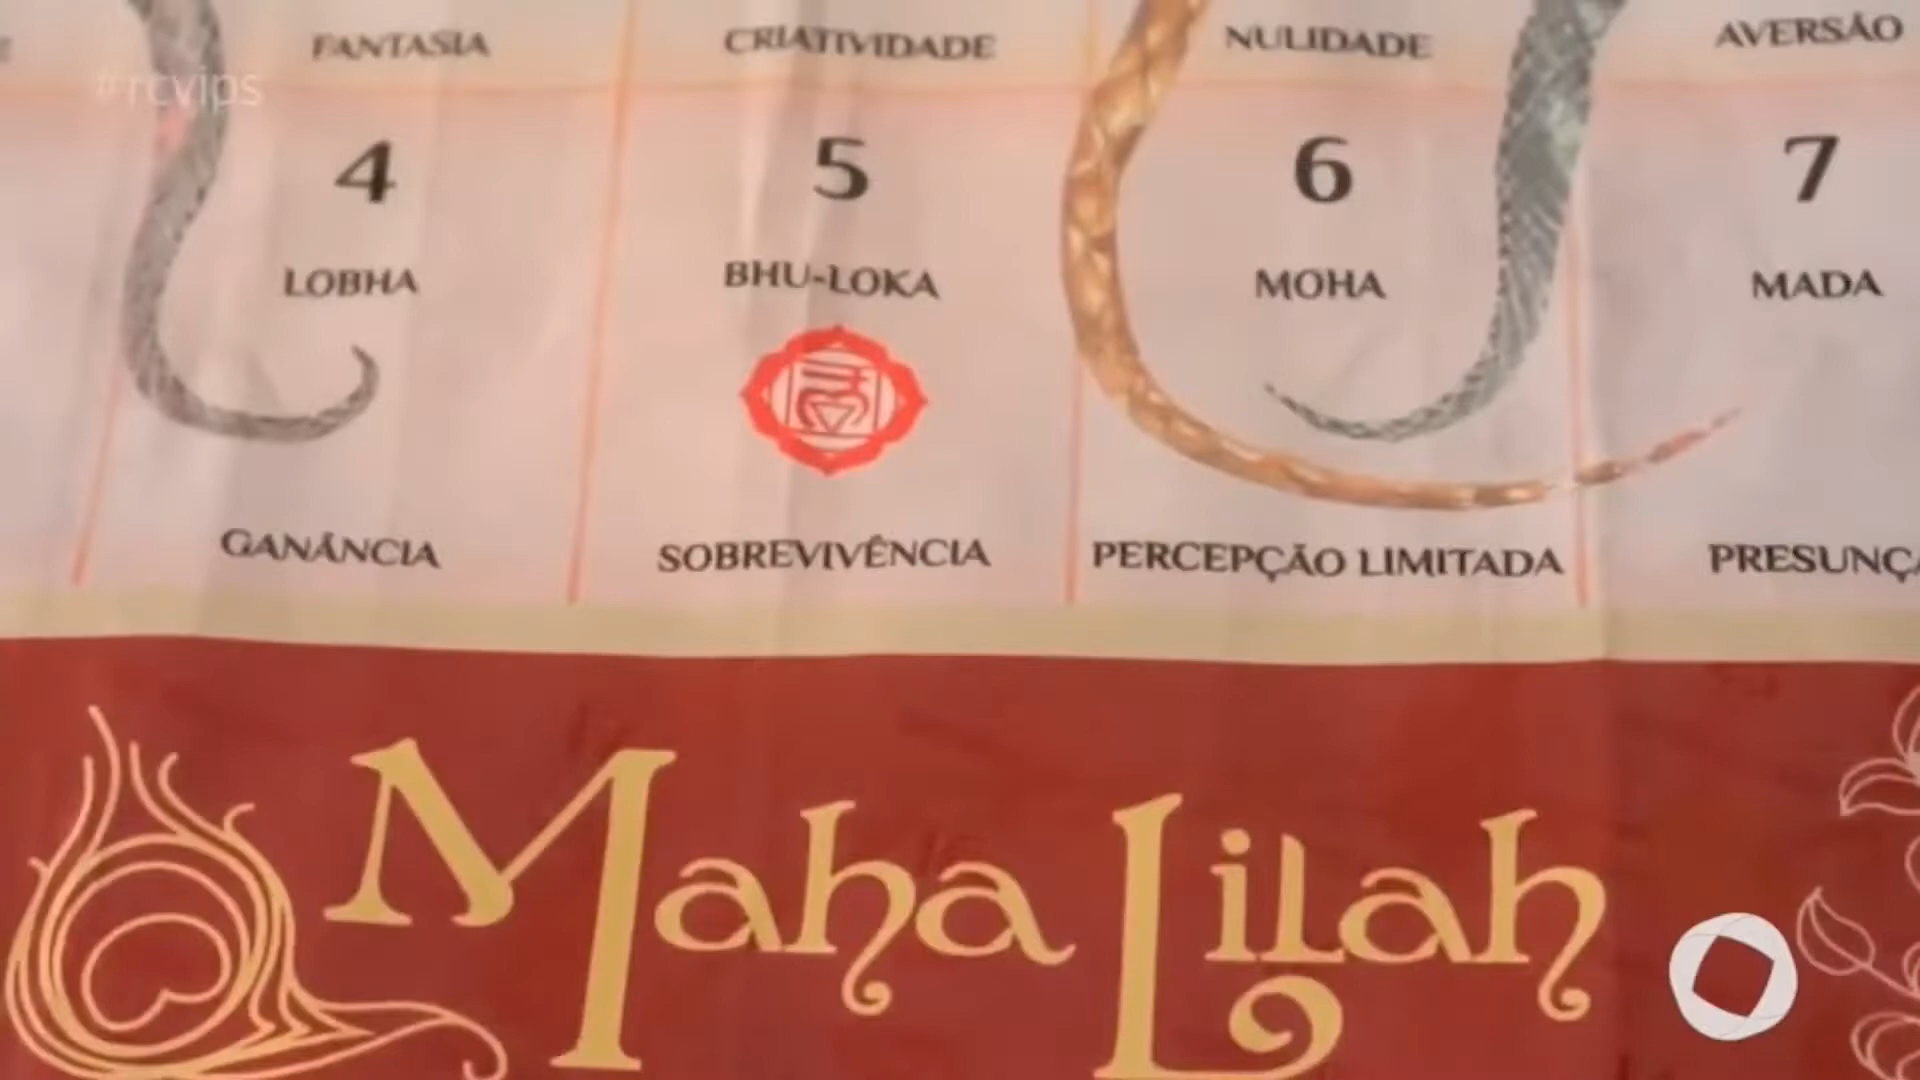 FANTASIA CRIATIVIDADE NULIDADE AVERSÃO
#rcvips
4 5 6 7
LOBHA BHU-LOKA MOHA MADA
GANÂNCIA SOBREVIVÊNCIA PERCEPÇÃO LIMITADA
Maha Lilah